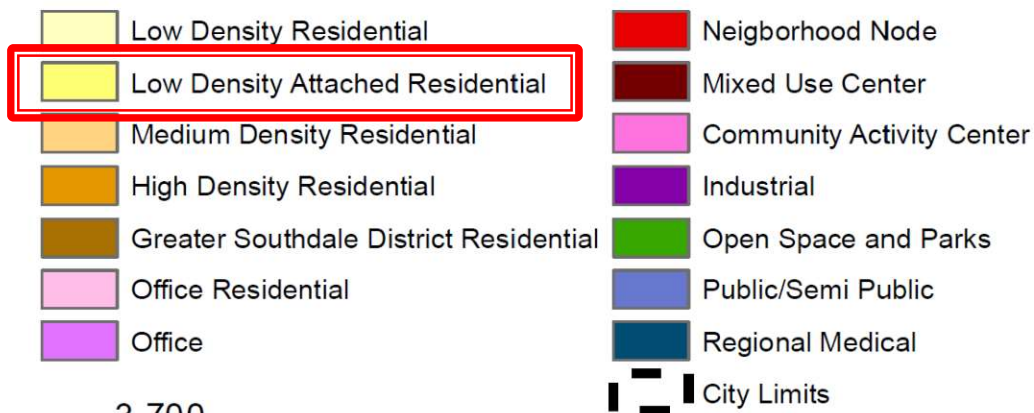 Low Density Residential
Low Density Attached Residential
Medium Density Residential
High Density Residential
Greater Southdale District Residential
Office Residential
Office
Neigborhood Node
Mixed Use Center
Community Activity Center
Industrial
Open Space and Parks
Public/Semi Public
Regional Medical
City Limits